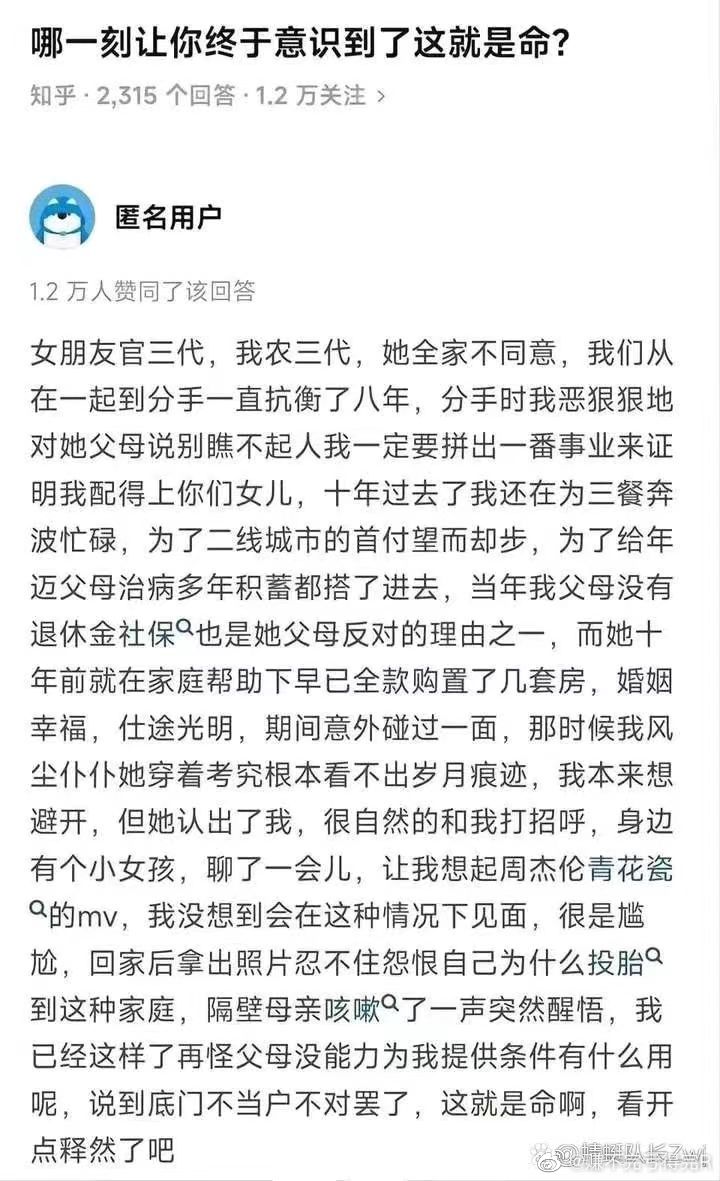 哪一刻让你终于意识到了这就是命？
知乎 · 2,315 个回答 · 1.2 万关注 >
匿名用户
1.2 万人赞同了该回答
女朋友官三代，我农三代，她全家不同意，我们从
在一起到分手一直抗衡了八年，分手时我恶狠狠地
对她父母说别瞧不起人我一定要拼出一番事业来证
明我配得上你们女儿，十年过去了我还在为三餐奔
波忙碌，为了二线城市的首付望而却步，为了给年
迈父母治病多年积蓄都搭了进去，当年我父母没有
退休金社保也是她父母反对的理由之一，而她十
年前就在家庭帮助下早已全款购置了几套房，婚姻
幸福，仕途光明，期间意外碰过一面，那时候我风
尘仆仆她穿着考究根本看不出岁月痕迹，我本来想
避开，但她认出了我，很自然的和我打招呼，身边
有个小女孩，聊了一会儿，让我想起周杰伦青花瓷
的mv，我没想到会在这种情况下见面，很是尴
尬，回家后拿出照片忍不住怨恨自己为什么投胎
到这种家庭，隔壁母亲咳嗽了一声突然醒悟，我
已经这样了再怪父母没能力为我提供条件有什么用
呢，说到底门不当户不对罢了，这就是命啊，看开
点释然了吧